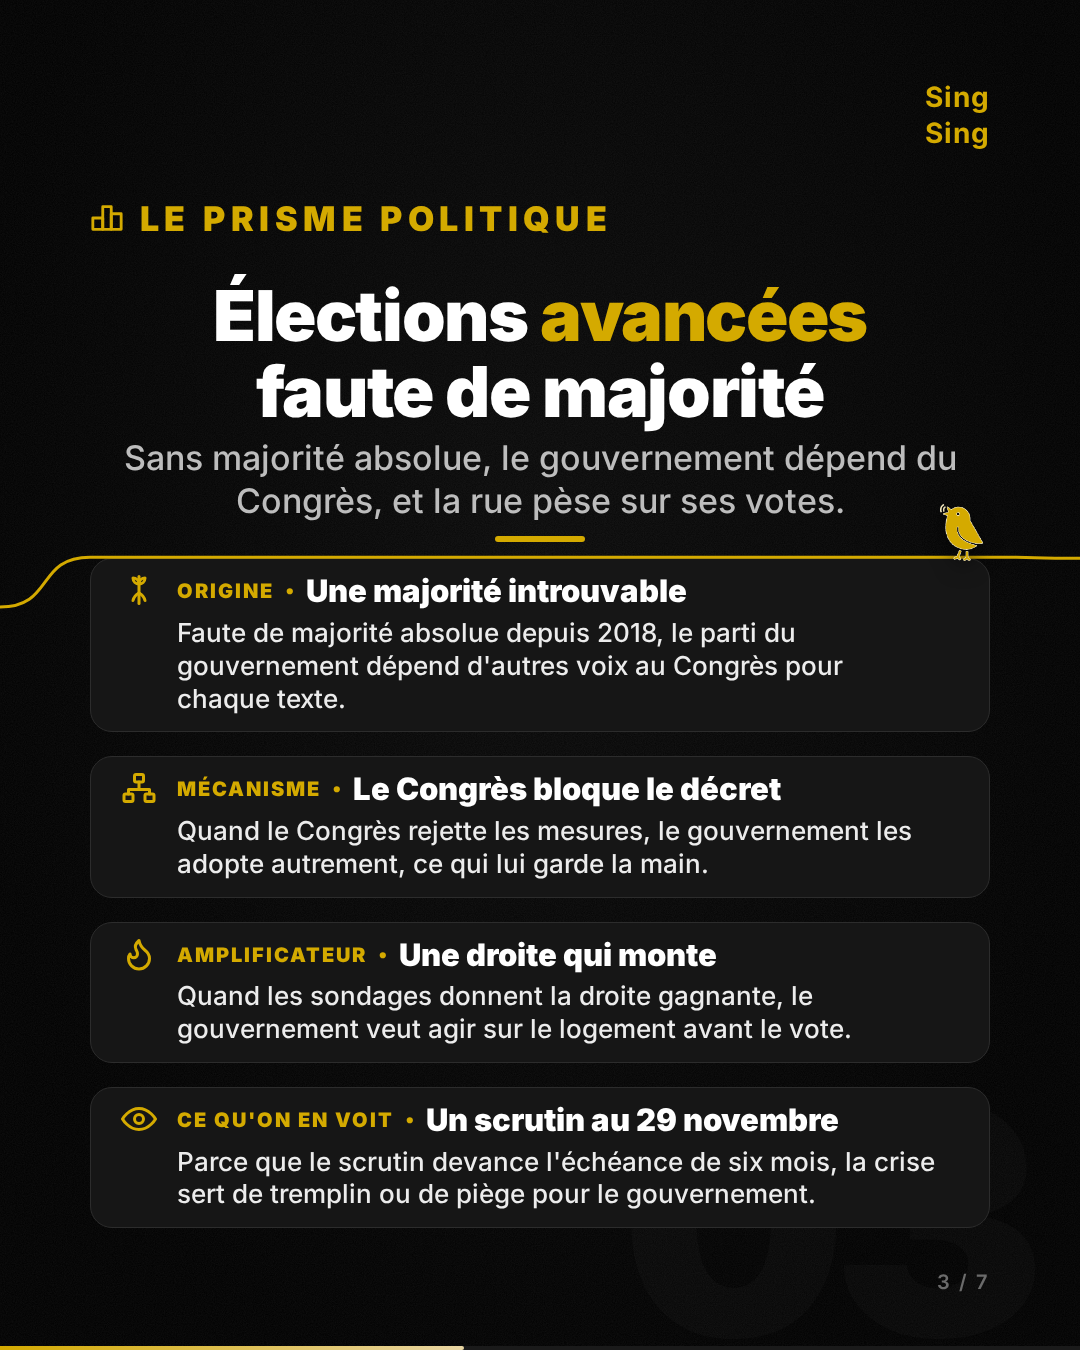 Sing
Sing
LE PRISME POLITIQUE
Élections avancées
faute de majorité
Sans majorité absolue, le gouvernement dépend du
Congrès, et la rue pèse sur ses votes.
ORIGINE • Une majorité introuvable
Faute de majorité absolue depuis 2018, le parti du
gouvernement dépend d'autres voix au Congrès pour
chaque texte.
MÉCANISME • Le Congrès bloque le décret
Quand le Congrès rejette les mesures, le gouvernement les
adopte autrement, ce qui lui garde la main.
AMPLIFICATEUR • Une droite qui monte
Quand les sondages donnent la droite gagnante, le
gouvernement veut agir sur le logement avant le vote.
CE QU'ON EN VOIT • Un scrutin au 29 novembre
Parce que le scrutin devance l'échéance de six mois, la crise
sert de tremplin ou de piège pour le gouvernement.
03
3 / 7